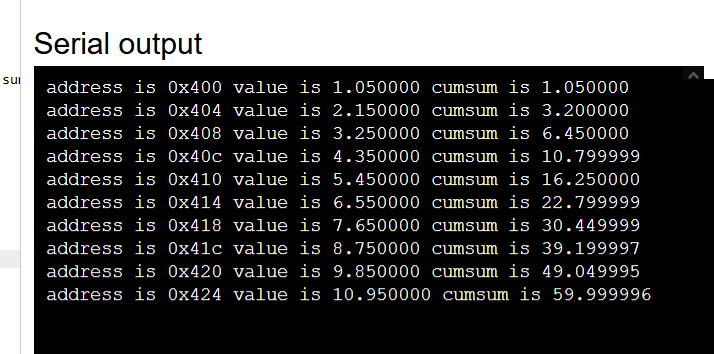 Serial output
address is 0x400 value is 1.050000 cumsum is 1.050000
address is 0x404 value is 2.150000 cumsum is 3.200000
address is 0x408 value is 3.250000 cumsum is 6.450000
address is 0x40c value is 4.350000 cumsum is 10.799999
address is 0x410 value is 5.450000 cumsum is 16.250000
address is 0x414 value is 6.550000 cumsum is 22.799999
address is 0x418 value is 7.650000 cumsum is 30.449999
address is 0x41c value is 8.750000 cumsum is 39.199997
address is 0x420 value is 9.850000 cumsum is 49.049995
address is 0x424 value is 10.950000 cumsum is 59.999996